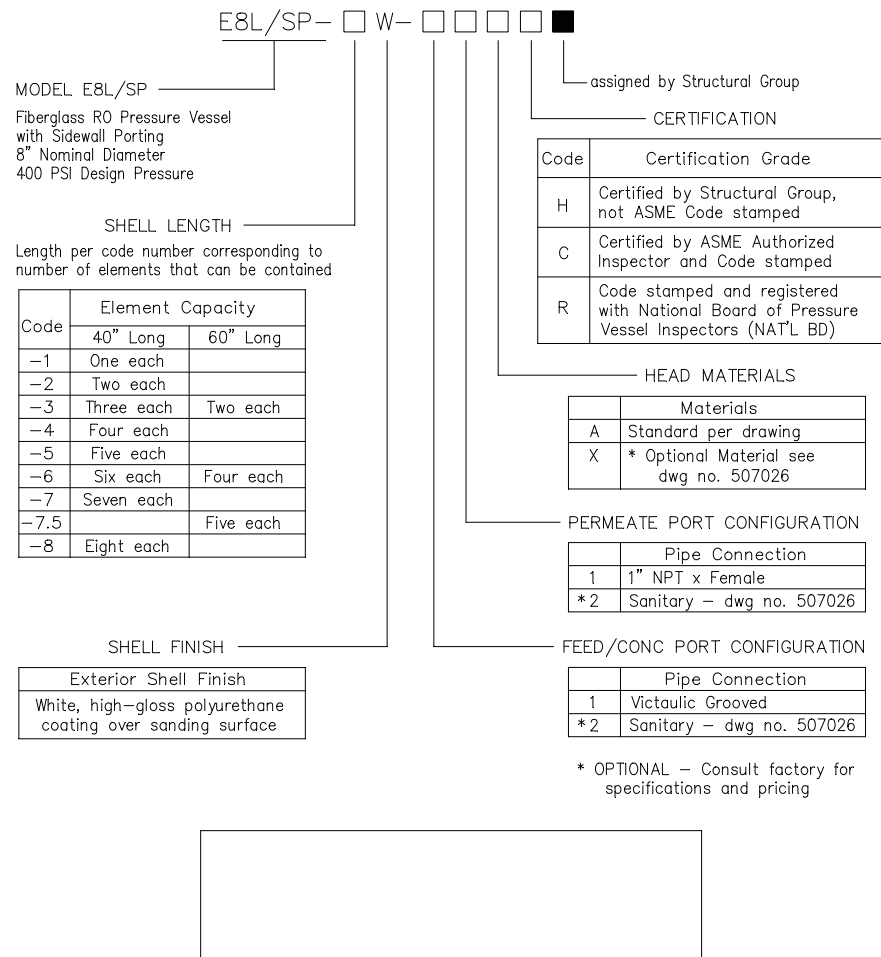 E8L/SP- W-
assigned by Structural Group
MODEL E8L/SP
Fiberglass RO Pressure Vessel
with Sidewall Porting
8" Nominal Diameter
400 PSI Design Pressure
CERTIFICATION
Code Certification Grade
H Certified by Structural Group,
not ASME Code stamped
C Certified by ASME Authorized
Inspector and Code stamped
R Code stamped and registered
with National Board of Pressure
Vessel Inspectors (NAT'L BD)
SHELL LENGTH
Length per code number corresponding to
number of elements that can be contained
Code Element Capacity
40" Long 60" Long
-1 One each
-2 Two each
-3 Three each Two each
-4 Four each
-5 Five each
-6 Six each Four each
-7 Seven each
-7.5 Five each
-8 Eight each
HEAD MATERIALS
Materials
A Standard per drawing
X * Optional Material see
dwg no. 507026
PERMEATE PORT CONFIGURATION
Pipe Connection
1 1" NPT x Female
*2 Sanitary - dwg no. 507026
SHELL FINISH
Exterior Shell Finish
White, high-gloss polyurethane
coating over sanding surface
FEED/CONC PORT CONFIGURATION
Pipe Connection
1 Victaulic Grooved
*2 Sanitary - dwg no. 507026
* OPTIONAL - Consult factory for
specifications and pricing